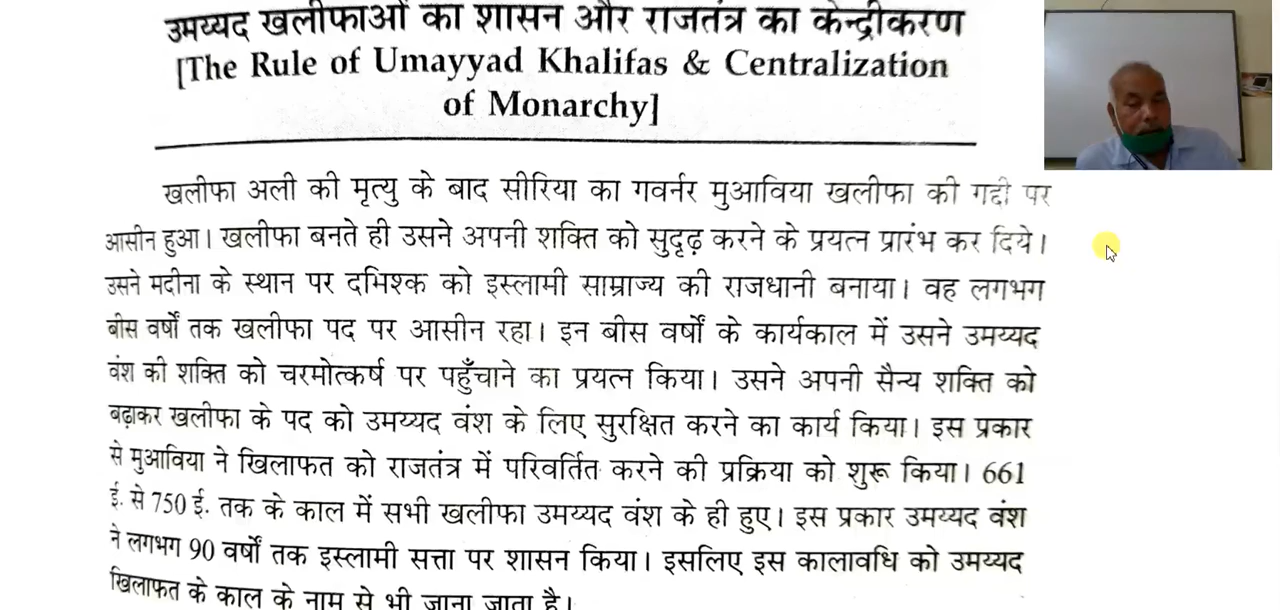 उमय्यद खलीफाओं का शासन और राजतंत्र का केन्द्रीकरण
[The Rule of Umayyad Khalifas & Centralization
of Monarchy]
खलीफा अली की मृत्यु के बाद सीरिया का गवर्नर मुआविया खलीफा की गद्दी पर
आसीन हुआ। खलीफा बनते ही उसने अपनी शक्ति को सुदृढ़ करने के प्रयत्न प्रारंभ कर दिये।
उसने मदीना के स्थान पर दमिश्क को इस्लामी साम्राज्य की राजधानी बनाया। वह लगभग
बीस वर्षों तक खलीफा पद पर आसीन रहा। इन बीस वर्षों के कार्यकाल में उसने उमय्यद
वंश की शक्ति को चरमोत्कर्ष पर पहुँचाने का प्रयत्न किया। उसने अपनी सैन्य शक्ति को
बढ़ाकर खलीफा के पद को उमय्यद वंश के लिए सुरक्षित करने का कार्य किया। इस प्रकार
से मुआविया ने खिलाफत को राजतंत्र में परिवर्तित करने की प्रक्रिया को शुरू किया। 661
ई. से 750 ई. तक के काल में सभी खलीफा उमय्यद वंश के ही हुए। इस प्रकार उमय्यद वंश
ने लगभग 90 वर्षों तक इस्लामी सत्ता पर शासन किया। इसलिए इस कालावधि को उमय्यद
खिलाफत के काल के नाम से भी जाना जाता है।